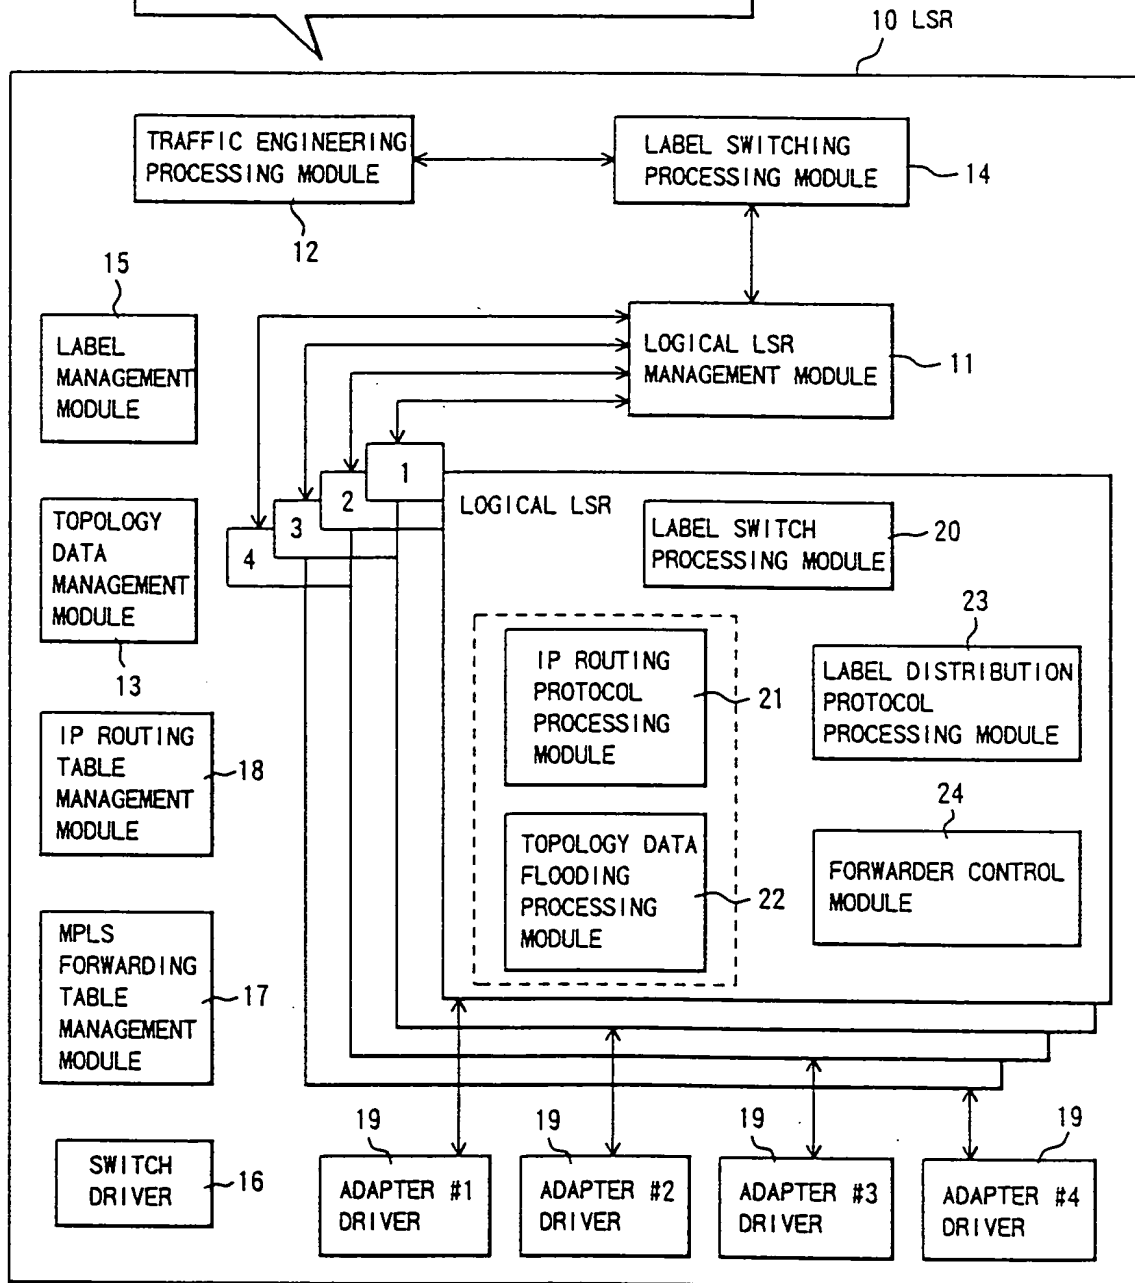 10 LSR
TRAFFIC ENGINEERING
PROCESSING MODULE
12
LABEL SWITCHING
PROCESSING MODULE
14
15
LABEL
MANAGEMENT
MODULE
LOGICAL LSR
MANAGEMENT MODULE
11
1
2
3
4
TOPOLOGY
DATA
MANAGEMENT
MODULE
13
LOGICAL LSR
LABEL SWITCH
PROCESSING MODULE
20
IP ROUTING
PROTOCOL
PROCESSING
MODULE
21
23
LABEL DISTRIBUTION
PROTOCOL
PROCESSING MODULE
IP ROUTING
TABLE
MANAGEMENT
MODULE
18
TOPOLOGY DATA
FLOODING
PROCESSING
MODULE
22
24
FORWARDER CONTROL
MODULE
MPLS
FORWARDING
TABLE
MANAGEMENT
MODULE
17
SWITCH
DRIVER
16
19
ADAPTER #1
DRIVER
19
ADAPTER #2
DRIVER
19
ADAPTER #3
DRIVER
19
ADAPTER #4
DRIVER